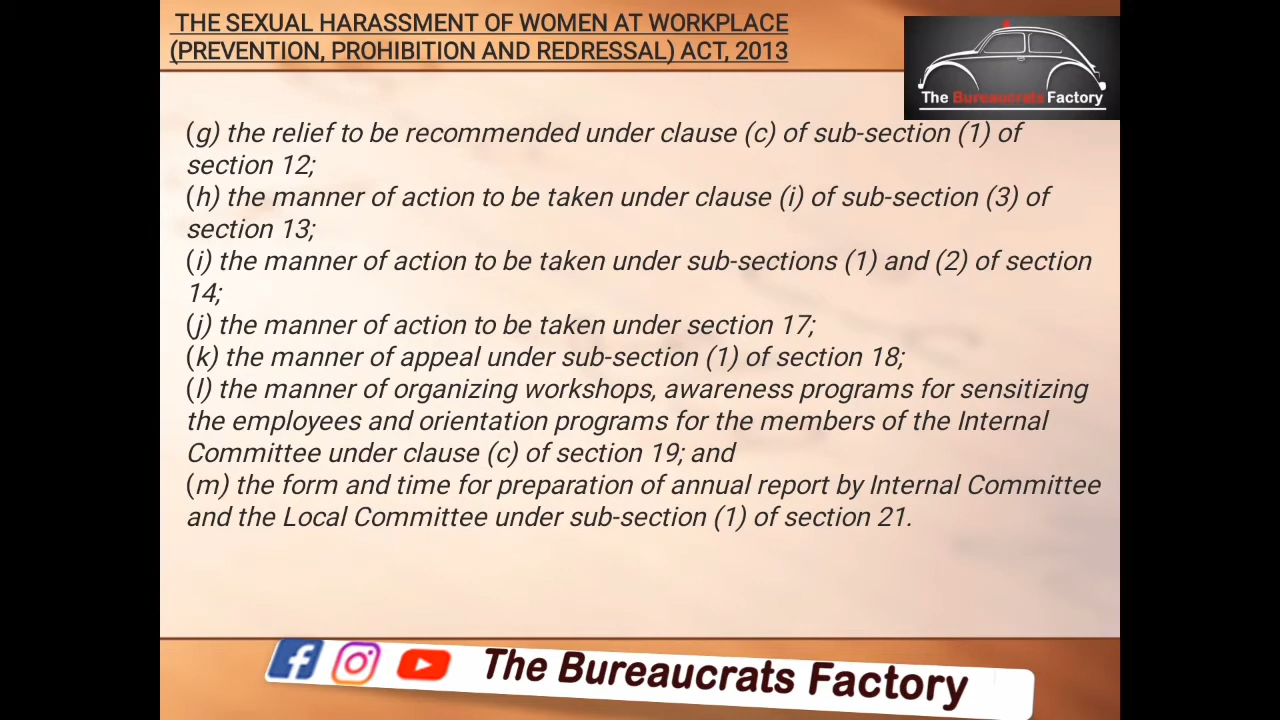 THE SEXUAL HARASSMENT OF WOMEN AT WORKPLACE
(PREVENTION, PROHIBITION AND REDRESSAL) ACT, 2013
The Bureaucrats Factory
(g) the relief to be recommended under clause (c) of sub-section (1) of
section 12;
(h) the manner of action to be taken under clause (i) of sub-section (3) of
section 13;
(i) the manner of action to be taken under sub-sections (1) and (2) of section
14;
(j) the manner of action to be taken under section 17;
(k) the manner of appeal under sub-section (1) of section 18;
(l) the manner of organizing workshops, awareness programs for sensitizing
the employees and orientation programs for the members of the Internal
Committee under clause (c) of section 19; and
(m) the form and time for preparation of annual report by Internal Committee
and the Local Committee under sub-section (1) of section 21.
The Bureaucrats Factory